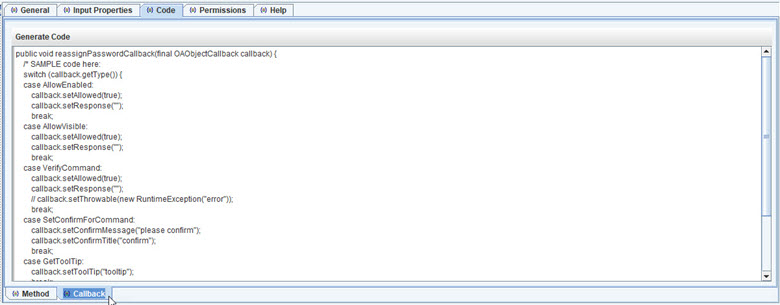 General Input Properties Code Permissions Help
Generate Code
public void reassignPasswordCallback(final OAObjectCallback callback) {
/* SAMPLE code here:
switch (callback.getType()) {
case AllowEnabled:
callback.setAllowed(true);
callback.setResponse("");
break;
case AllowVisible:
callback.setAllowed(true);
callback.setResponse("");
break;
case VerifyCommand:
callback.setAllowed(true);
callback.setResponse("");
// callback.setThrowable(new RuntimeException("error"));
break;
case SetConfirmForCommand:
callback.setConfirmMessage("please confirm");
callback.setConfirmTitle("confirm");
break;
case GetToolTip:
callback.setToolTip("tooltip");
Method Callback